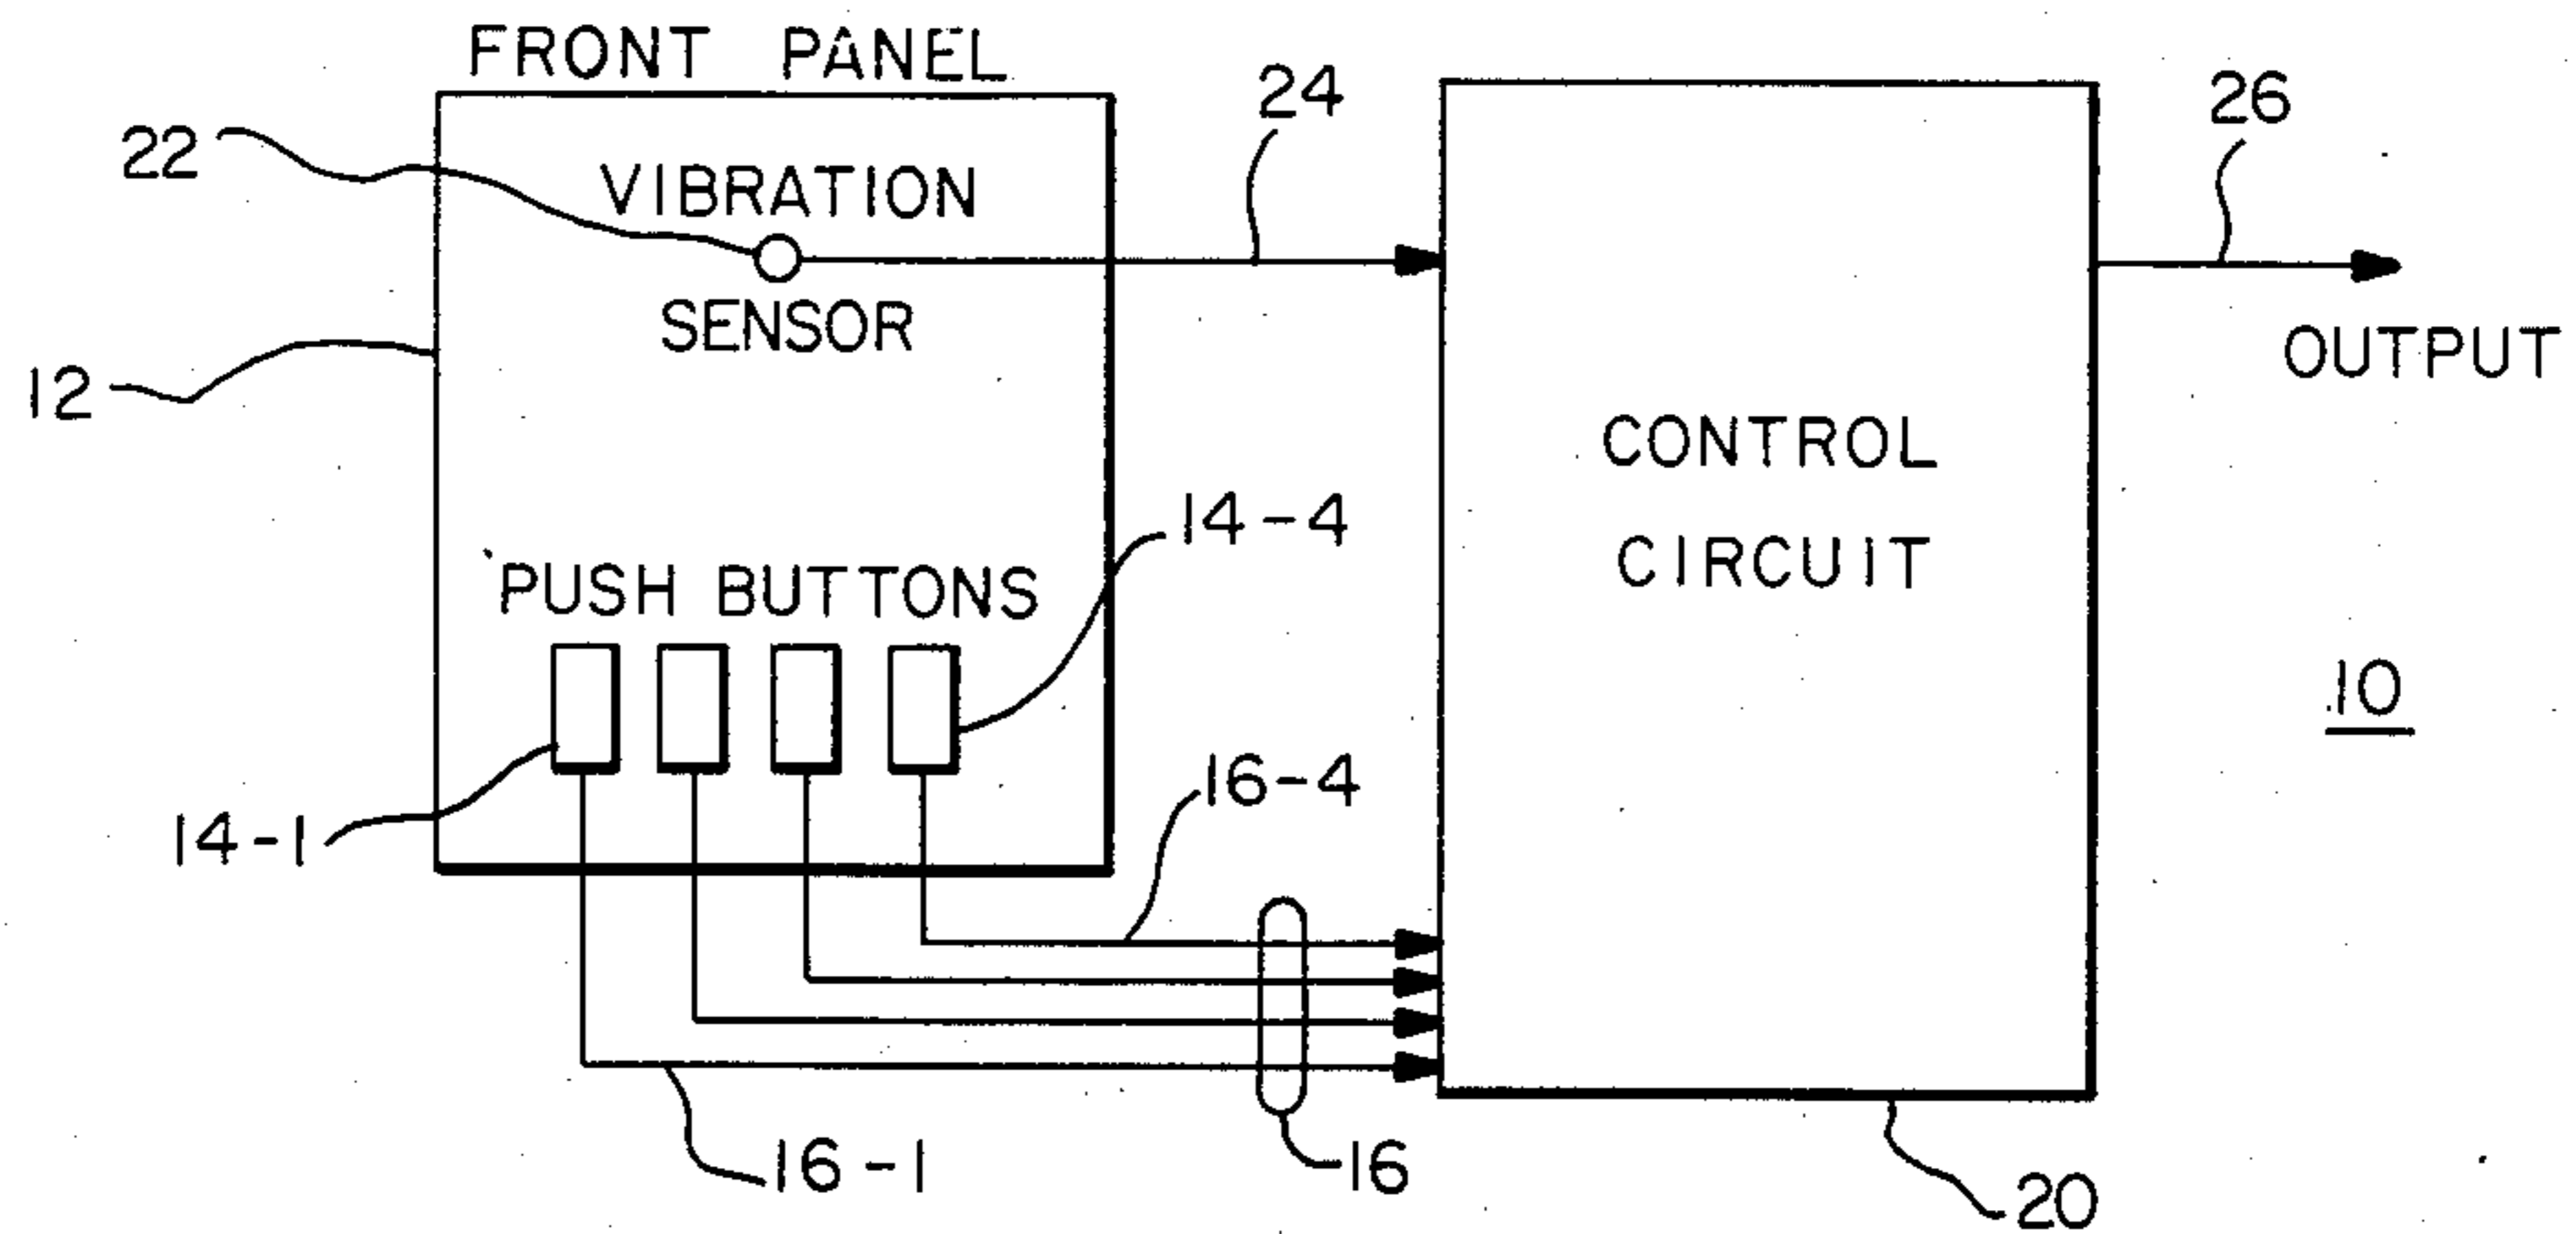 FRONT PANEL
24
26
22
VIBRATION
SENSOR
OUTPUT
12
CONTROL
CIRCUIT
14-4
PUSH BUTTONS
10
16-4
14-1
16-1
16
20